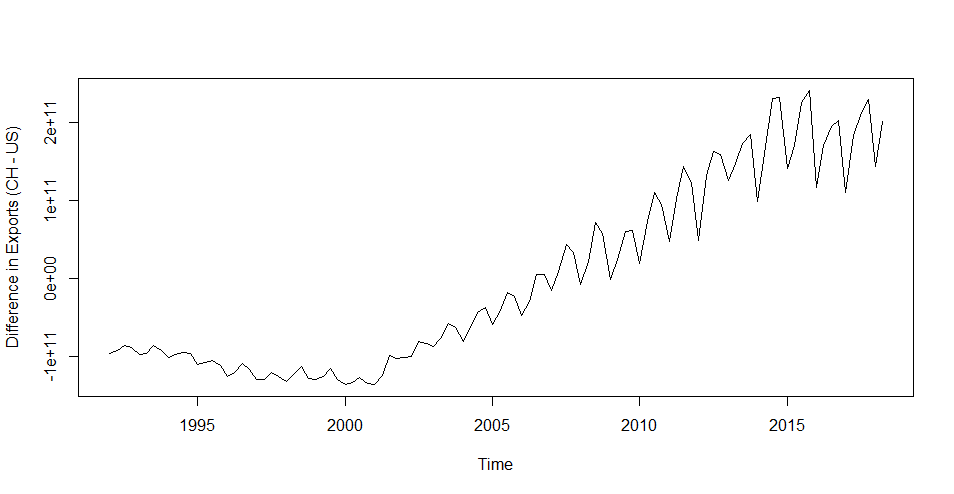 Difference in Exports (CH - US)
2e+11
1e+11
0e+00
-1e+11
1995 2000 2005 2010 2015
Time